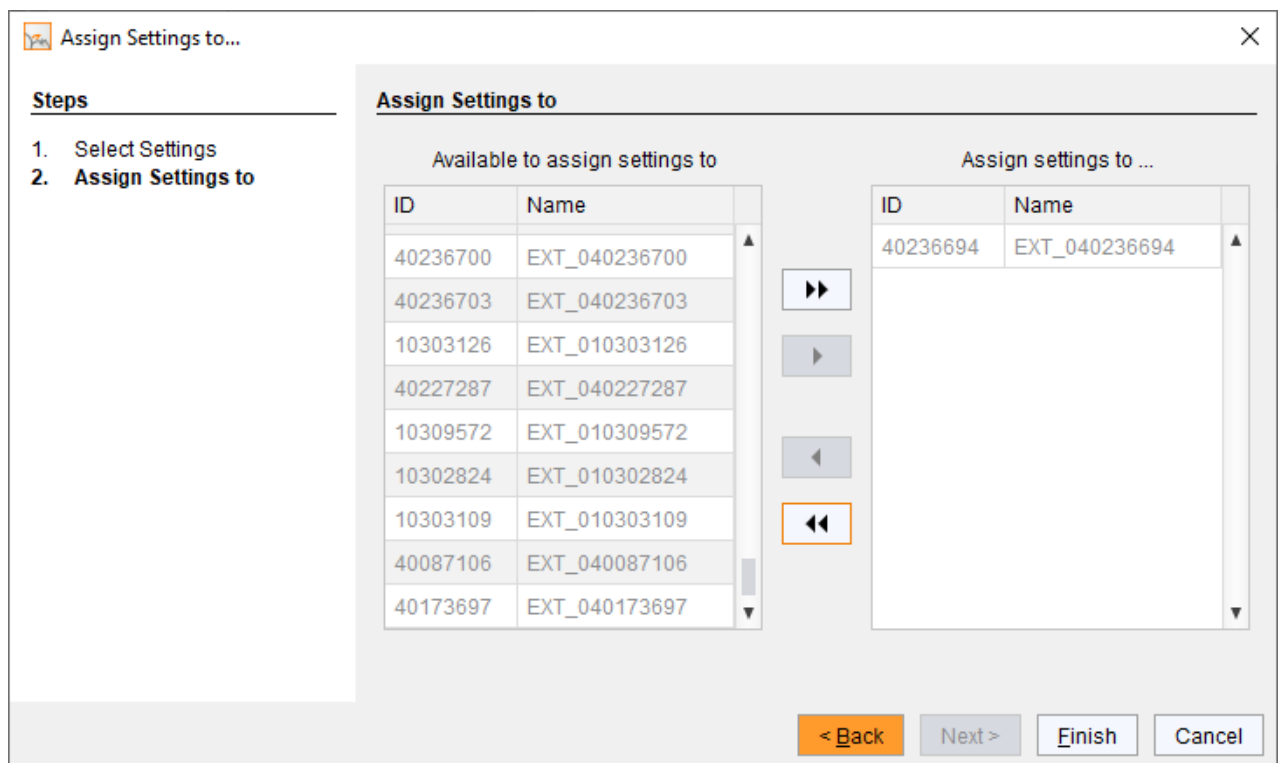 Assign Settings to...
Steps
1. Select Settings
2. Assign Settings to
Assign Settings to
Available to assign settings to
ID Name
40236700 EXT_040236700
40236703 EXT_040236703
10303126 EXT_010303126
40227287 EXT_040227287
10309572 EXT_010309572
10302824 EXT_010302824
10303109 EXT_010303109
40087106 EXT_040087106
40173697 EXT_040173697
Assign settings to ...
ID Name
40236694 EXT_040236694
< Back Next > Finish Cancel